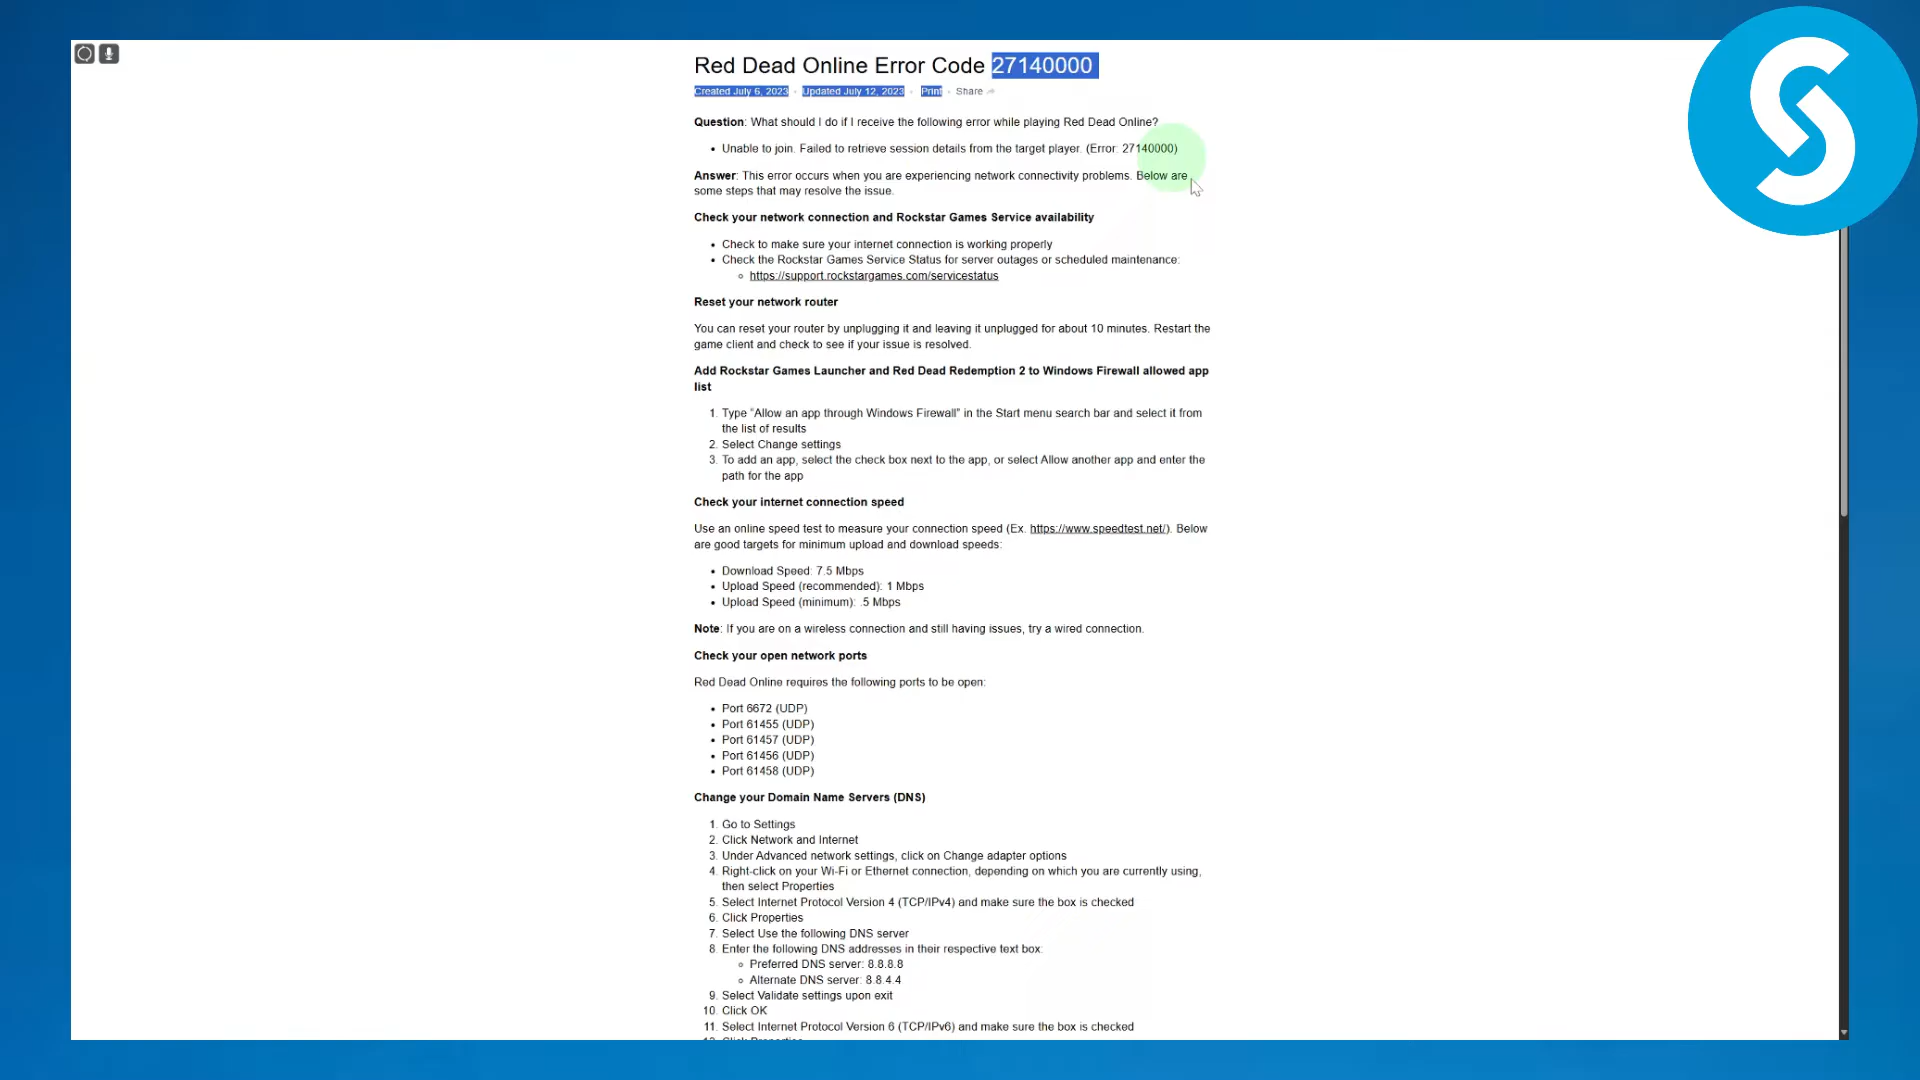 Red Dead Online Error Code 27140000
Created July 6, 2023 · Updated July 12, 2023 · Print · Share
Question: What should I do if I receive the following error while playing Red Dead Online?
• Unable to join. Failed to retrieve session details from the target player. (Error: 27140000)
Answer: This error occurs when you are experiencing network connectivity problems. Below are
some steps that may resolve the issue.
Check your network connection and Rockstar Games Service availability
• Check to make sure your internet connection is working properly
• Check the Rockstar Games Service Status for server outages or scheduled maintenance:
◦ https://support.rockstargames.com/servicestatus
Reset your network router
You can reset your router by unplugging it and leaving it unplugged for about 10 minutes. Restart the
game client and check to see if your issue is resolved.
Add Rockstar Games Launcher and Red Dead Redemption 2 to Windows Firewall allowed app
list
1. Type "Allow an app through Windows Firewall" in the Start menu search bar and select it from
the list of results
2. Select Change settings
3. To add an app, select the check box next to the app, or select Allow another app and enter the
path for the app
Check your internet connection speed
Use an online speed test to measure your connection speed (Ex. https://www.speedtest.net/). Below
are good targets for minimum upload and download speeds:
• Download Speed: 7.5 Mbps
• Upload Speed (recommended): 1 Mbps
• Upload Speed (minimum): .5 Mbps
Note: If you are on a wireless connection and still having issues, try a wired connection.
Check your open network ports
Red Dead Online requires the following ports to be open:
• Port 6672 (UDP)
• Port 61455 (UDP)
• Port 61457 (UDP)
• Port 61456 (UDP)
• Port 61458 (UDP)
Change your Domain Name Servers (DNS)
1. Go to Settings
2. Click Network and Internet
3. Under Advanced network settings, click on Change adapter options
4. Right-click on your Wi-Fi or Ethernet connection, depending on which you are currently using,
then select Properties
5. Select Internet Protocol Version 4 (TCP/IPv4) and make sure the box is checked
6. Click Properties
7. Select Use the following DNS server
8. Enter the following DNS addresses in their respective text box:
◦ Preferred DNS server: 8.8.8.8
◦ Alternate DNS server: 8.8.4.4
9. Select Validate settings upon exit
10. Click OK
11. Select Internet Protocol Version 6 (TCP/IPv6) and make sure the box is checked